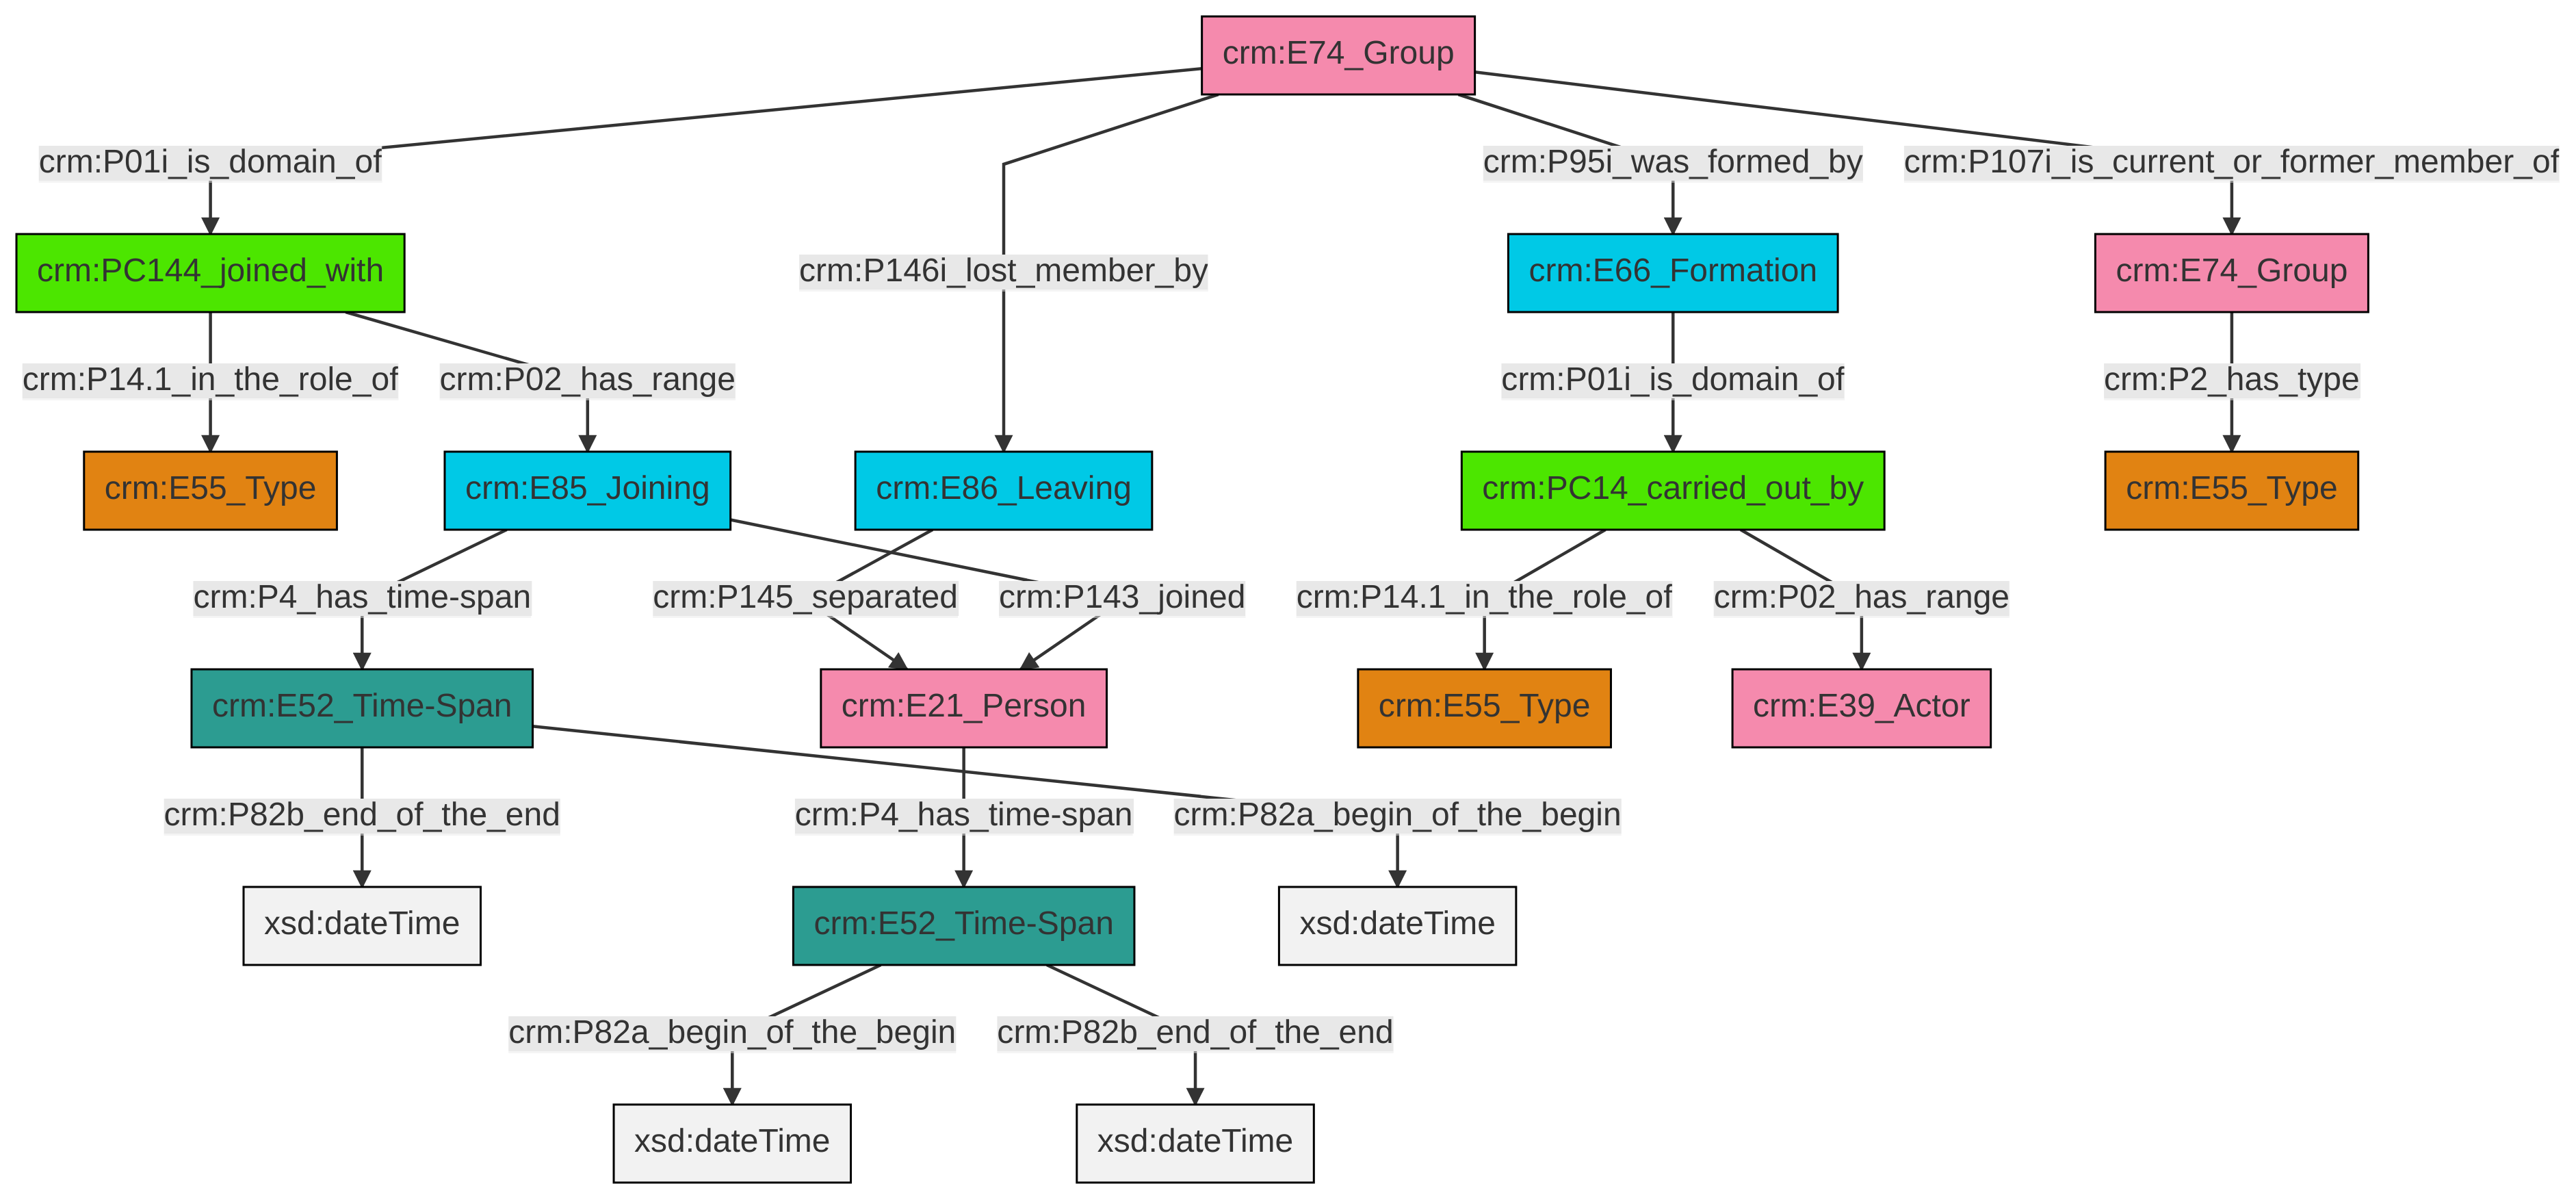 crm:E74_Group
crm:P01i_is_domain_of
crm:P95i_was_formed_by
crm:P107i_is_current_or_former_member_of
crm:PC144_joined_with
crm:P146i_lost_member_by
crm:E66_Formation
crm:E74_Group
crm:P14.1_in_the_role_of
crm:P02_has_range
crm:P01i_is_domain_of
crm:P2_has_type
crm:E55_Type
crm:E85_Joining
crm:E86_Leaving
crm:PC14_carried_out_by
crm:E55_Type
crm:P4_has_time-span
crm:P145_separated
crm:P143_joined
crm:P14.1_in_the_role_of
crm:P02_has_range
crm:E52_Time-Span
crm:E21_Person
crm:E55_Type
crm:E39_Actor
crm:P82b_end_of_the_end
crm:P4_has_time-span
crm:P82a_begin_of_the_begin
xsd:dateTime
crm:E52_Time-Span
xsd:dateTime
crm:P82a_begin_of_the_begin
crm:P82b_end_of_the_end
xsd:dateTime
xsd:dateTime